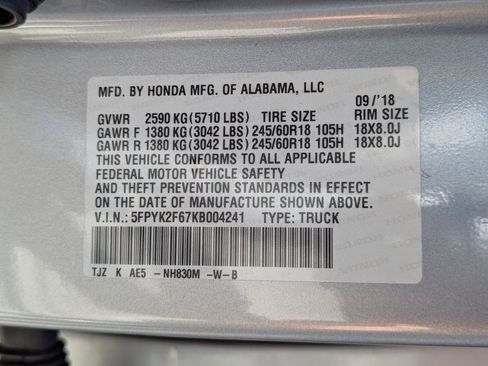 MFD. BY HONDA MFG. OF ALABAMA, LLC
09/'18
GVWR 2590 KG(5710 LBS) TIRE SIZE RIM SIZE
GAWR F 1380 KG(3042 LBS) 245/60R18 105H 18X8.0J
GAWR R 1380 KG(3042 LBS) 245/60R18 105H 18X8.0J
THIS VEHICLE CONFORMS TO ALL APPLICABLE
FEDERAL MOTOR VEHICLE SAFETY
AND THEFT PREVENTION STANDARDS IN EFFECT
ON THE DATE OF MANUFACTURE SHOWN ABOVE.
V.I.N.: 5FPYK2F67KB004241 TYPE: TRUCK
TJZ K AE5 -NH830M -W-B